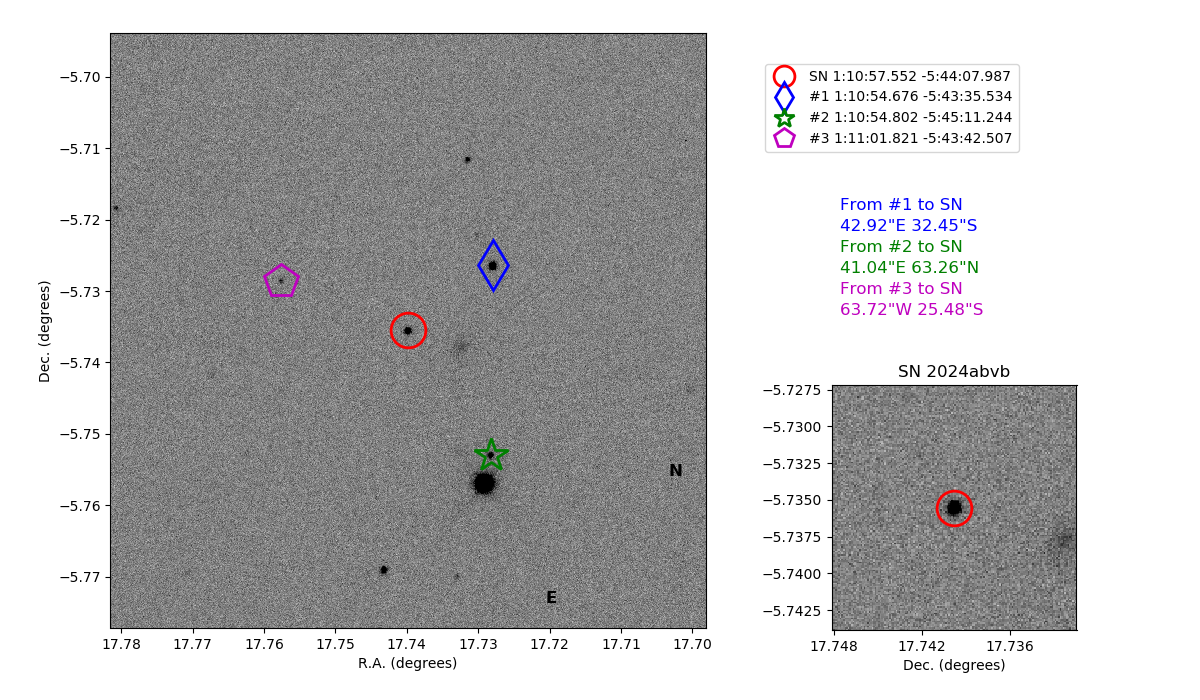 −5.70
−5.71
−5.72
−5.73
−5.74
−5.75
−5.76
−5.77
Dec. (degrees)
17.78 17.77 17.76 17.75 17.74 17.73 17.72 17.71 17.70
R.A. (degrees)
N
E
SN 1:10:57.552 -5:44:07.987
#1 1:10:54.676 -5:43:35.534
#2 1:10:54.802 -5:45:11.244
#3 1:11:01.821 -5:43:42.507
From #1 to SN
42.92"E 32.45"S
From #2 to SN
41.04"E 63.26"N
From #3 to SN
63.72"W 25.48"S
SN 2024abvb
−5.7275
−5.7300
−5.7325
−5.7350
−5.7375
−5.7400
−5.7425
17.748 17.742 17.736
Dec. (degrees)